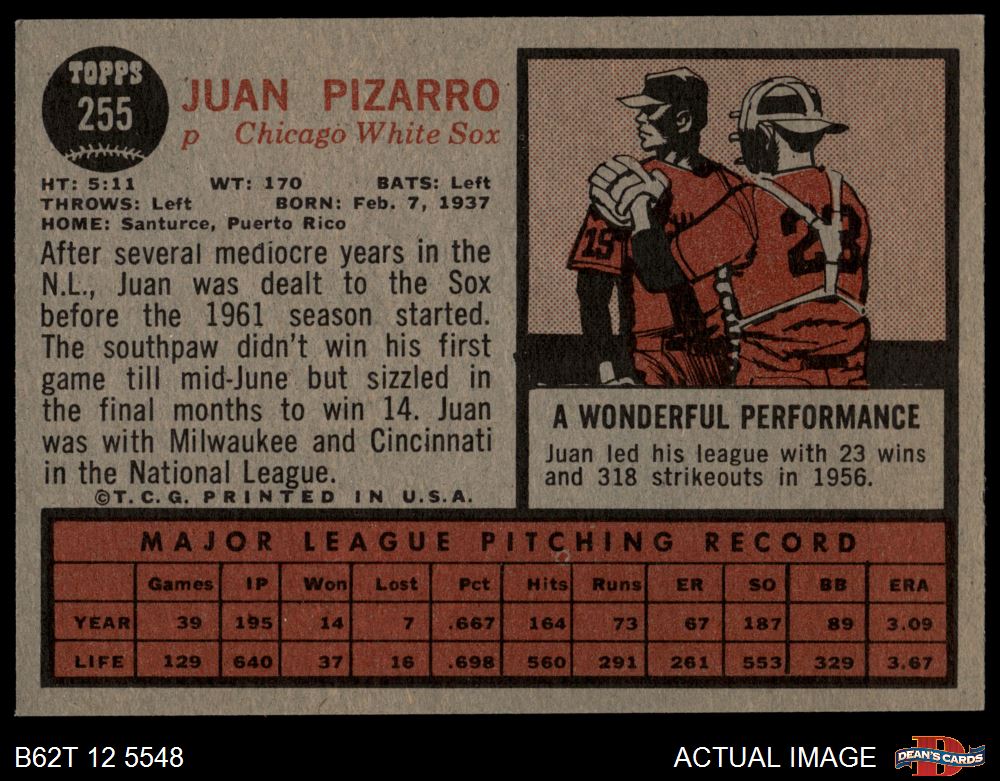 TOPPS
255
JUAN PIZARRO
p Chicago White Sox
HT: 5:11 WT: 170 BATS: Left
THROWS: Left BORN: Feb. 7, 1937
HOME: Santurce, Puerto Rico
After several mediocre years in the
N.L., Juan was dealt to the Sox
before the 1961 season started.
The southpaw didn't win his first
game till mid-June but sizzled in
the final months to win 14. Juan
was with Milwaukee and Cincinnati
in the National League.
©T.C.G. PRINTED IN U.S.A.
19
23
A WONDERFUL PERFORMANCE
Juan led his league with 23 wins
and 318 strikeouts in 1956.
MAJOR LEAGUE PITCHING RECORD
Games IP Won Lost Pct Hits Runs ER SO BB ERA
YEAR 39 195 14 7 .667 164 73 67 187 89 3.09
LIFE 129 640 37 16 .698 560 291 261 553 329 3.67
B62T 12 5548
ACTUAL IMAGE
D
DEAN'S CARDS